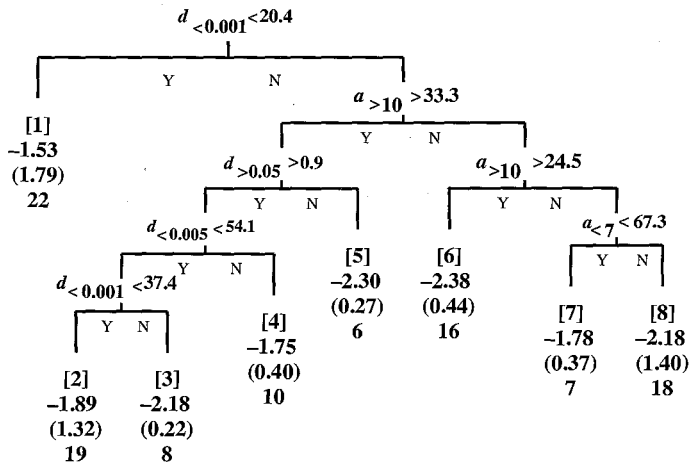 d <0.001 <20.4
Y N
a >10 >33.3
[1]
–1.53
(1.79)
22
Y N
d >0.05 >0.9
a >10 >24.5
Y N
Y N
d <0.005 <54.1
a <7 <67.3
[5]
–2.30
(0.27)
6
[6]
–2.38
(0.44)
16
Y N
Y N
d <0.001 <37.4
[4]
–1.75
(0.40)
10
[7]
–1.78
(0.37)
7
[8]
–2.18
(1.40)
18
Y N
[2]
–1.89
(1.32)
19
[3]
–2.18
(0.22)
8